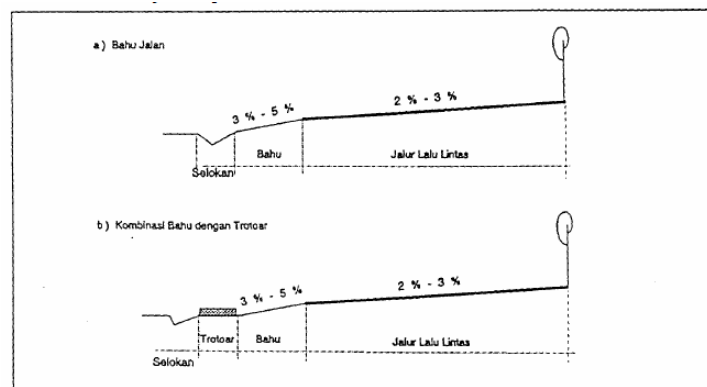 a ) Bahu Jalan
3 % - 5 %
2 % - 3 %
Bahu
Jalur Lalu Lintas
Selokan
b ) Kombinasi Bahu dengan Trotoar
3 % - 5 %
2 % - 3 %
Trotoar
Bahu
Jalur Lalu Lintas
Selokan